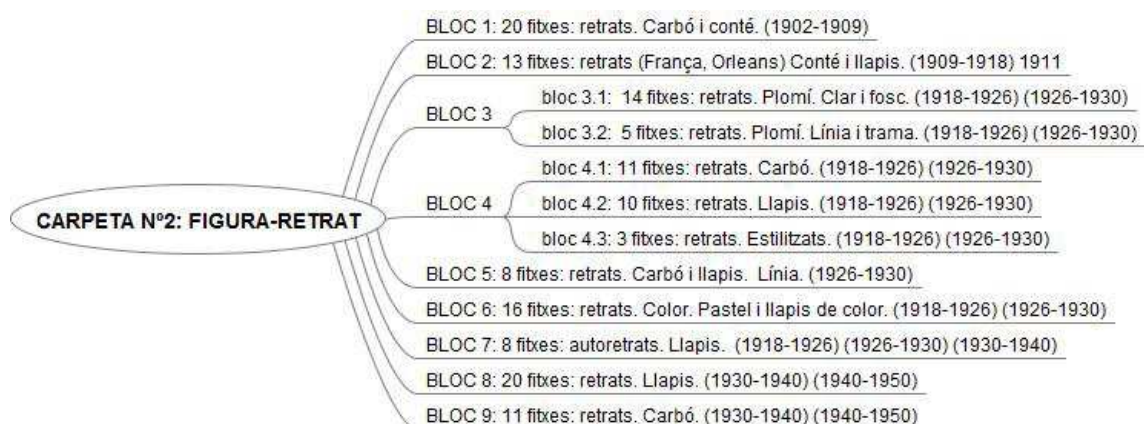 BLOC 1: 20 fitxes: retrats. Carbó i conté. (1902-1909)
BLOC 2: 13 fitxes: retrats (França, Orleans) Conté i llapis. (1909-1918) 1911
BLOC 3
bloc 3.1: 14 fitxes: retrats. Plomí. Clar i fosc. (1918-1926) (1926-1930)
bloc 3.2: 5 fitxes: retrats. Plomí. Línia i trama. (1918-1926) (1926-1930)
CARPETA Nº2: FIGURA-RETRAT
BLOC 4
bloc 4.1: 11 fitxes: retrats. Carbó. (1918-1926) (1926-1930)
bloc 4.2: 10 fitxes: retrats. Llapis. (1918-1926) (1926-1930)
bloc 4.3: 3 fitxes: retrats. Estilitzats. (1918-1926) (1926-1930)
BLOC 5: 8 fitxes: retrats. Carbó i llapis. Línia. (1926-1930)
BLOC 6: 16 fitxes: retrats. Color. Pastel i llapis de color. (1918-1926) (1926-1930)
BLOC 7: 8 fitxes: autoretrats. Llapis. (1918-1926) (1926-1930) (1930-1940)
BLOC 8: 20 fitxes: retrats. Llapis. (1930-1940) (1940-1950)
BLOC 9: 11 fitxes: retrats. Carbó. (1930-1940) (1940-1950)